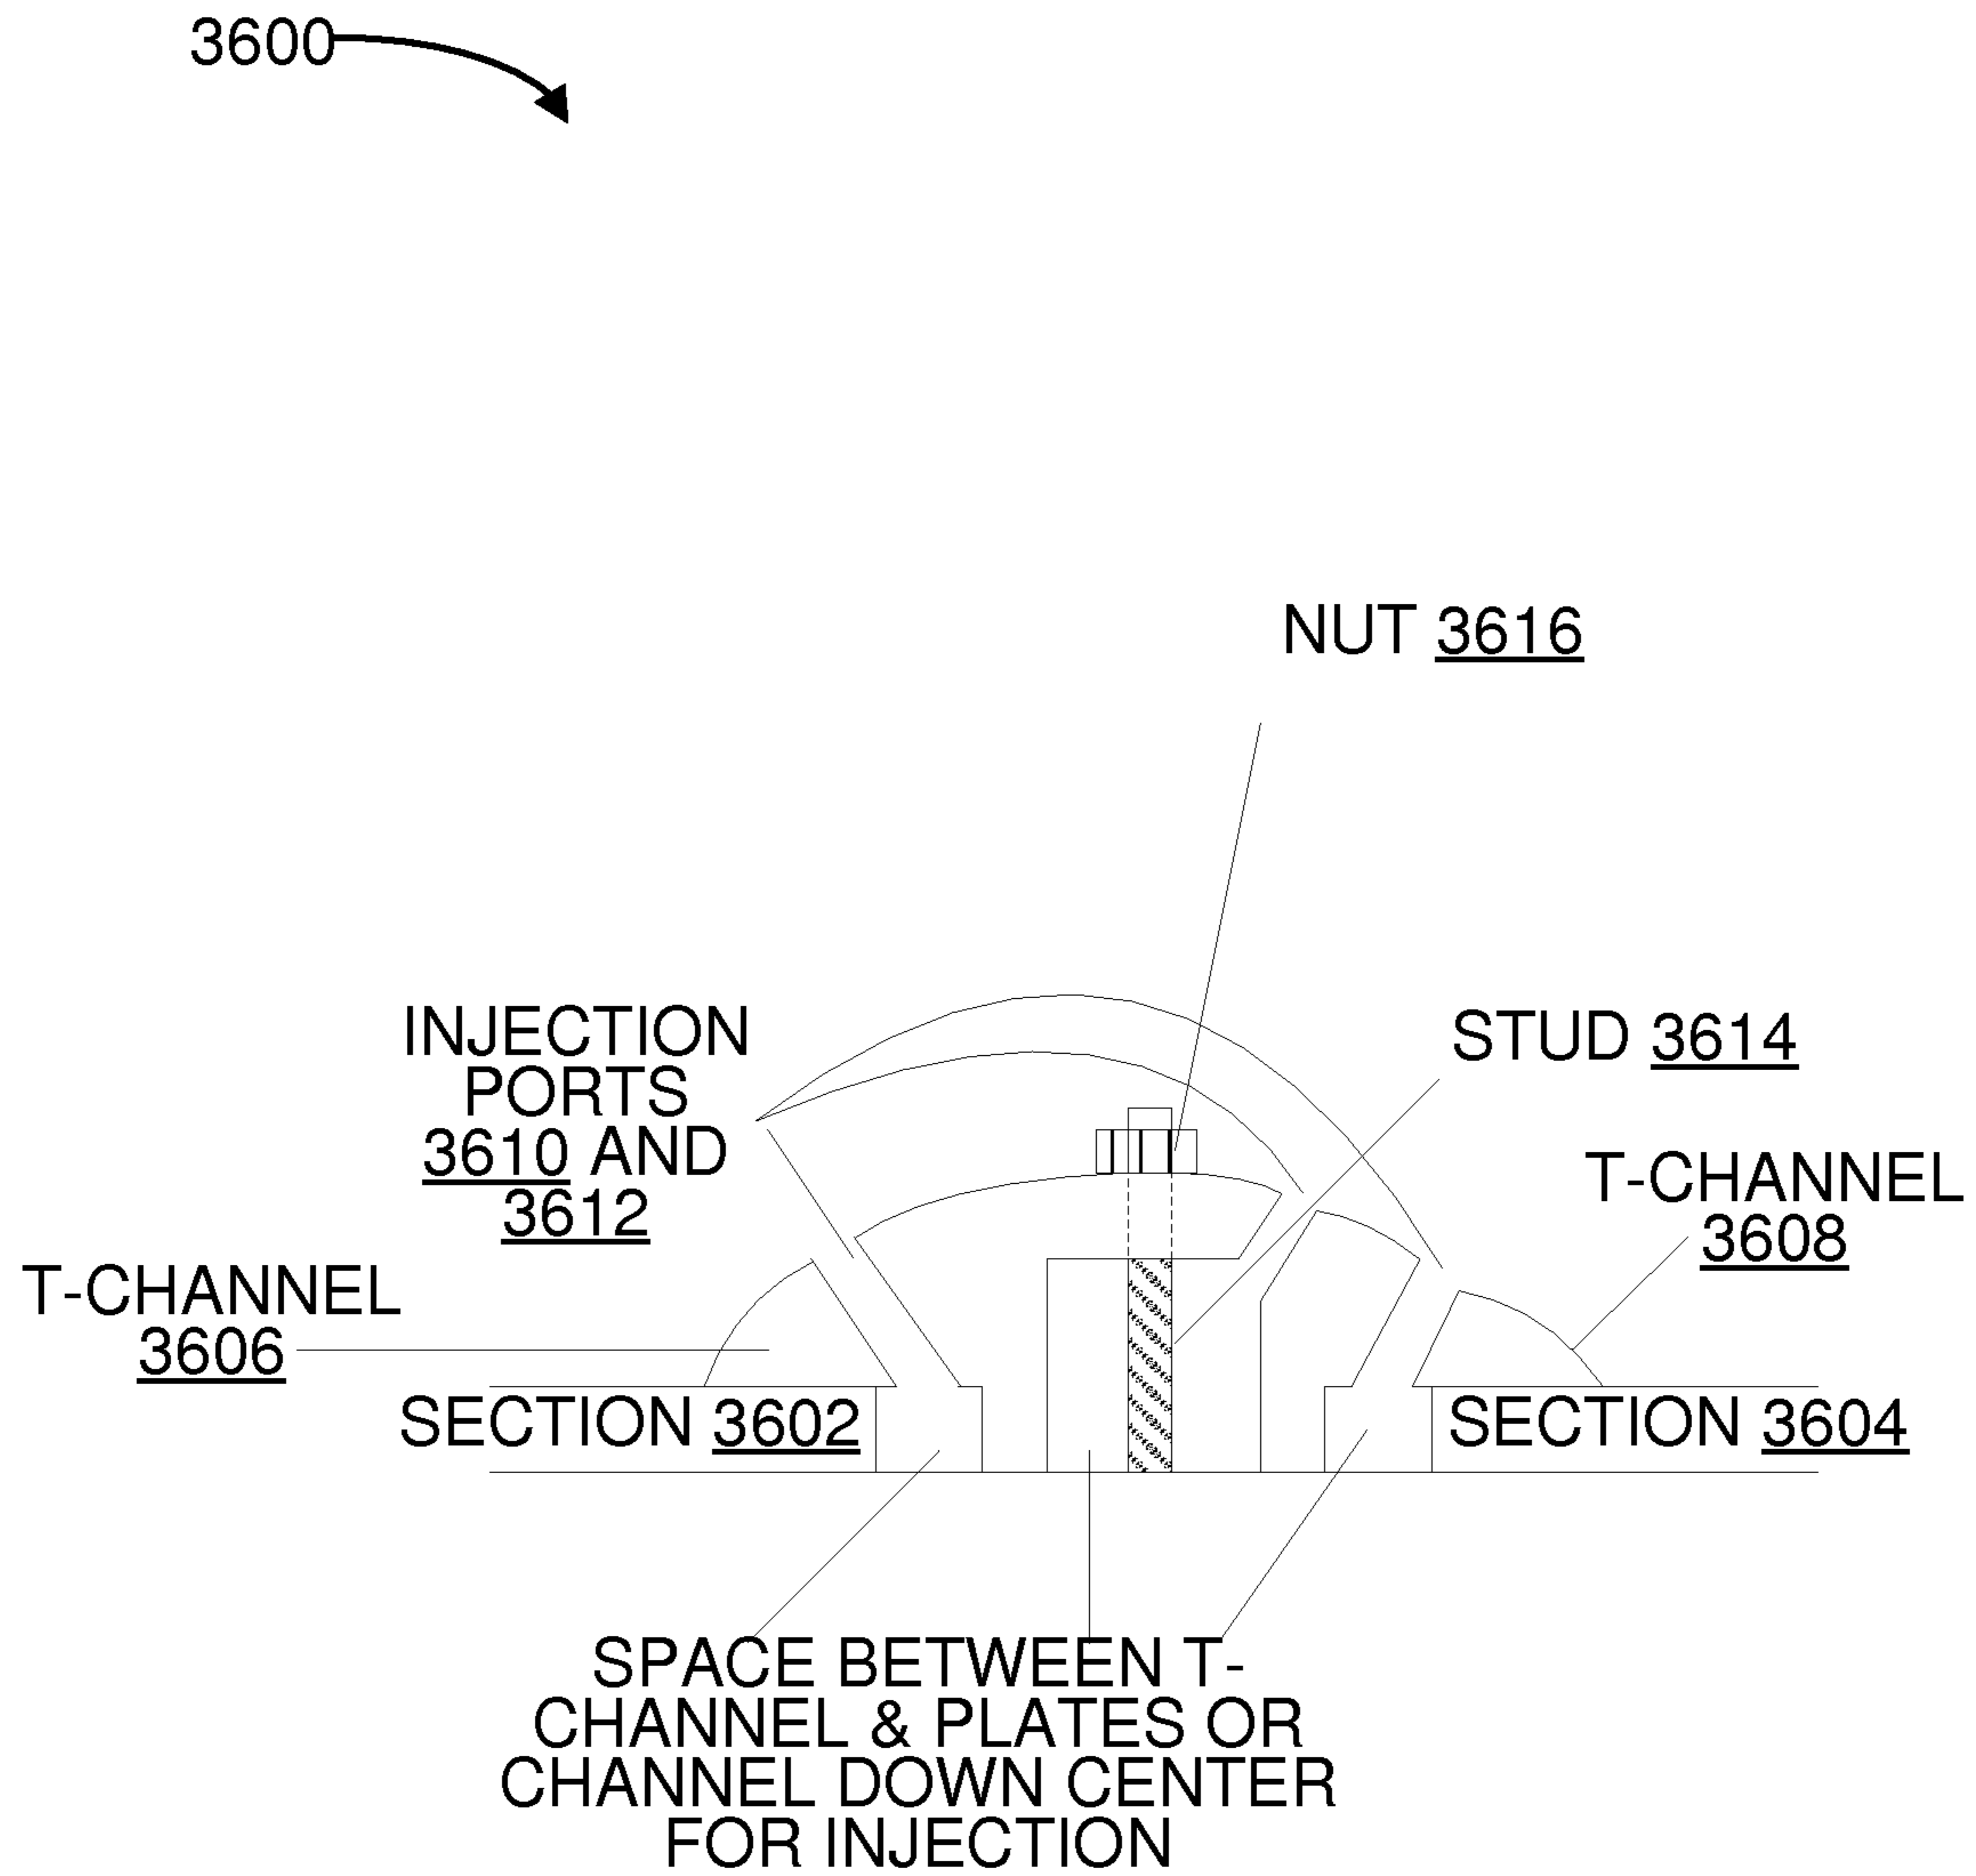 3600
NUT 3616
INJECTION
PORTS
3610 AND
3612
STUD 3614
T-CHANNEL
3608
T-CHANNEL
3606
SECTION 3602
SECTION 3604
SPACE BETWEEN T-
CHANNEL & PLATES OR
CHANNEL DOWN CENTER
FOR INJECTION